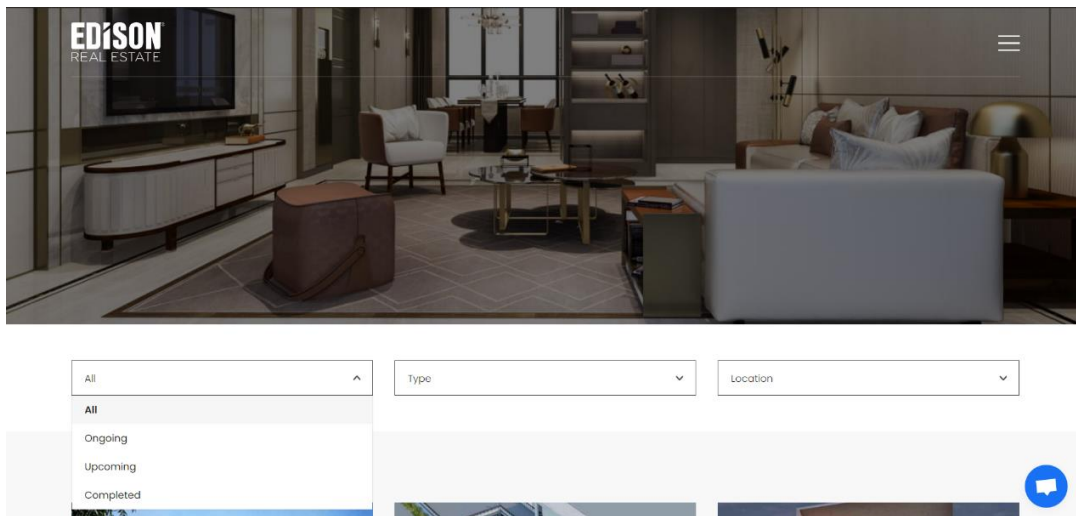 EDISON
REAL ESTATE
All
Type
Location
All
Ongoing
Upcoming
Completed